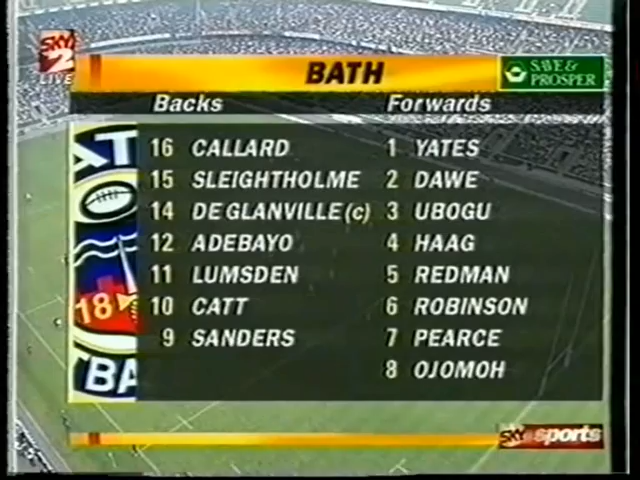 SKY
2
LIVE
BATH
SAVE &
PROSPER
Backs
Forwards
16 CALLARD
15 SLEIGHTHOLME
14 DE GLANVILLE (c)
12 ADEBAYO
11 LUMSDEN
10 CATT
9 SANDERS
1 YATES
2 DAWE
3 UBOGU
4 HAAG
5 REDMAN
6 ROBINSON
7 PEARCE
8 OJOMOH
18
BA
SKY sports